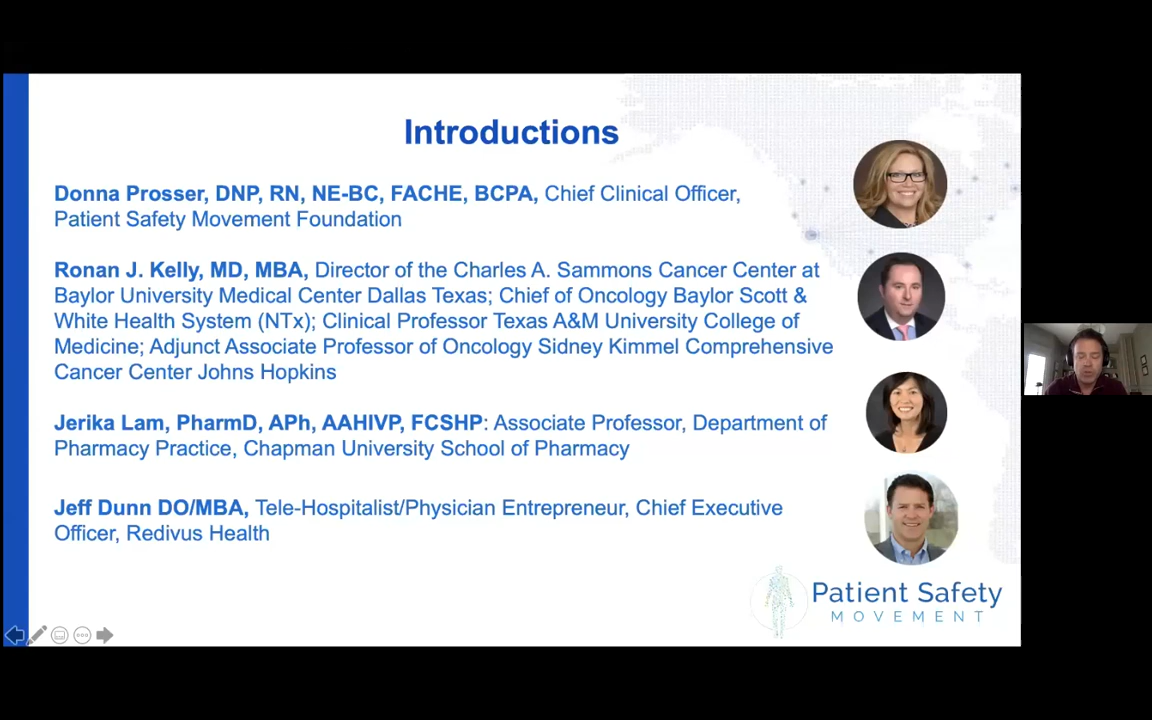 Introductions
Donna Prosser, DNP, RN, NE-BC, FACHE, BCPA, Chief Clinical Officer,
Patient Safety Movement Foundation
Ronan J. Kelly, MD, MBA, Director of the Charles A. Sammons Cancer Center at
Baylor University Medical Center Dallas Texas; Chief of Oncology Baylor Scott &
White Health System (NTx); Clinical Professor Texas A&M University College of
Medicine; Adjunct Associate Professor of Oncology Sidney Kimmel Comprehensive
Cancer Center Johns Hopkins
Jerika Lam, PharmD, APh, AAHIVP, FCSHP: Associate Professor, Department of
Pharmacy Practice, Chapman University School of Pharmacy
Jeff Dunn DO/MBA, Tele-Hospitalist/Physician Entrepreneur, Chief Executive
Officer, Redivus Health
Patient Safety
MOVEMENT